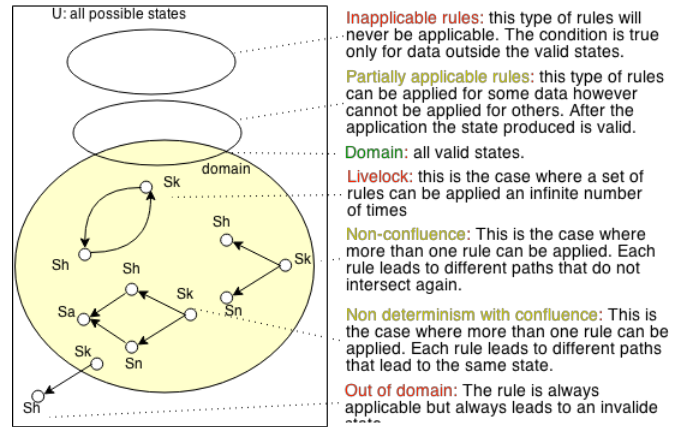 U: all possible states
domain
Sk
Sh
Sh
Sk
Sn
Sh
Sk
Sa
Sn
Sk
Sh
Inapplicable rules: this type of rules will
never be applicable. The condition is true
only for data outside the valid states.
Partially applicable rules: this type of rules
can be applied for some data however
cannot be applied for others. After the
application the state produced is valid.
Domain: all valid states.
Livelock: this is the case where a set of
rules can be applied an infinite number
of times
Non-confluence: This is the case where
more than one rule can be applied. Each
rule leads to different paths that do not
intersect again.
Non determinism with confluence: This is
the case where more than one rule can be
applied. Each rule leads to different paths
that lead to the same state.
Out of domain: The rule is always
applicable but always leads to an invalide